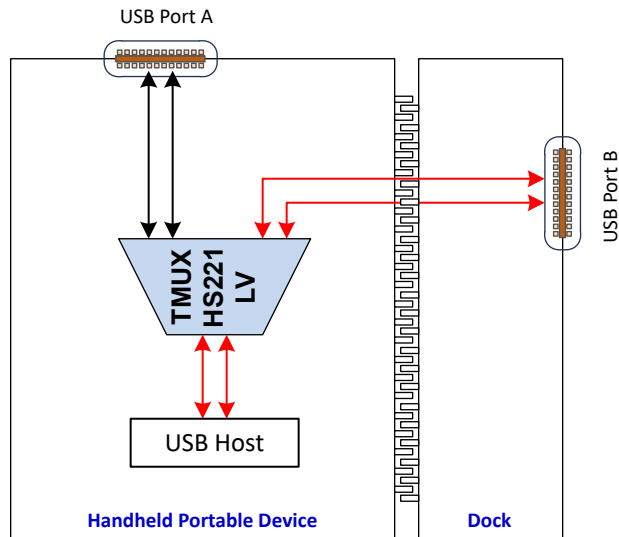 USB Port A
USB Port B
TMUX
HS221
LV
USB Host
Handheld Portable Device
Dock